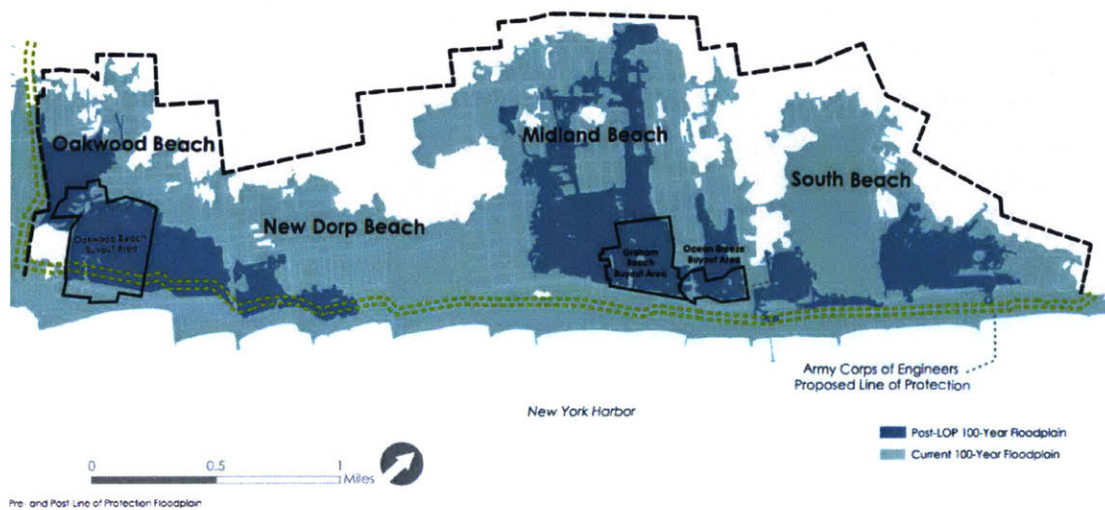 Oakwood Beach
Midland Beach
South Beach
New Dorp Beach
Oakwood Beach
Buyout Area
Graham
Beach
Buyout Area
Ocean Breeze
Buyout Area
Army Corps of Engineers
Proposed Line of Protection
New York Harbor
Post-LOP 100-Year Floodplain
Current 100-Year Floodplain
0 0.5 1
Miles
Pre- and Post Line of Protection Floodplain